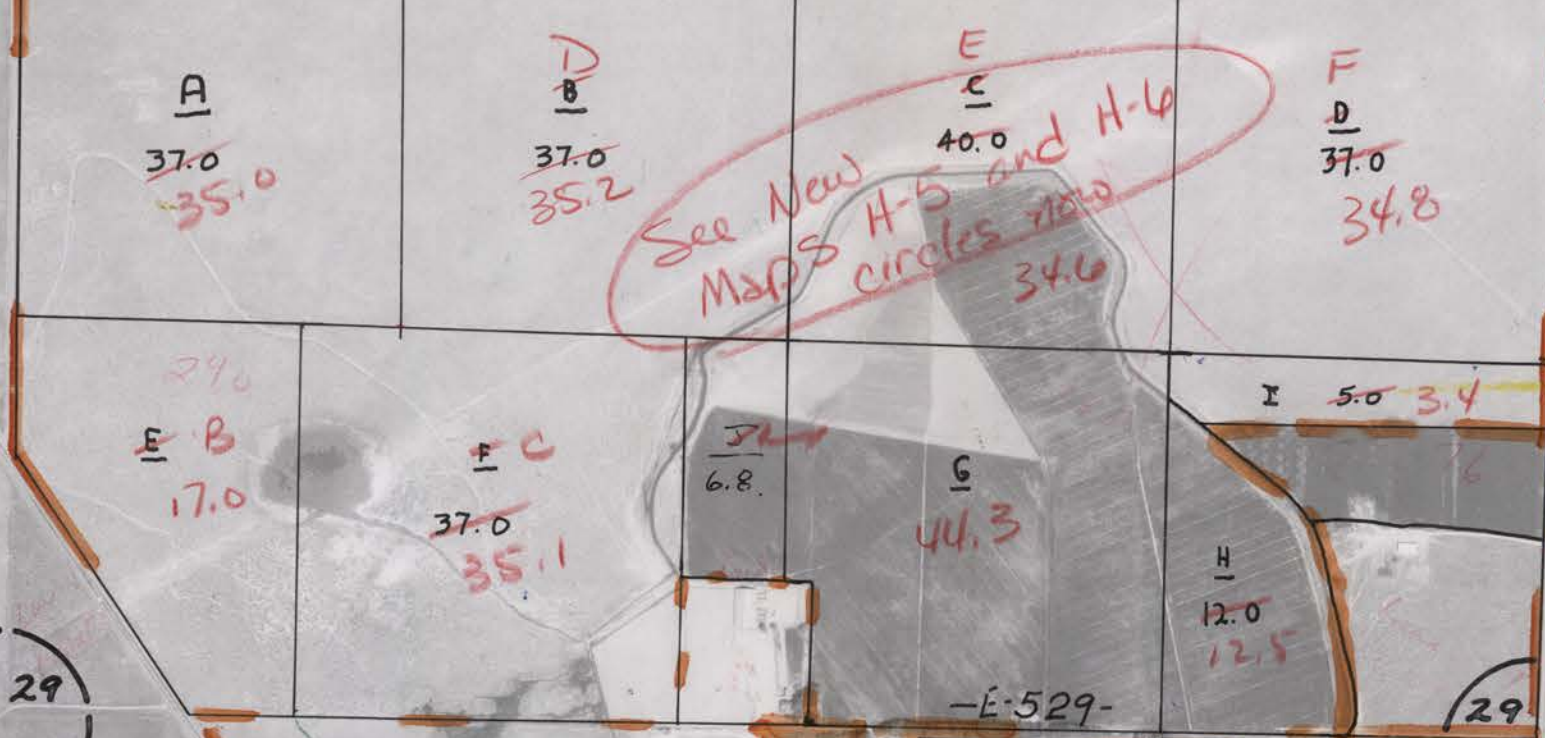 A
37.0
35.0
D
B
37.0
35.2
E
C
40.0
F
D
37.0
34.8
See New
Maps H-5 and H-6
circles now
34.6
E B
17.0
F C
37.0
35.1
J
6.8.
G
44.3
I 5.0 3.4
H
12.0
12.5
29
-E-529-
29